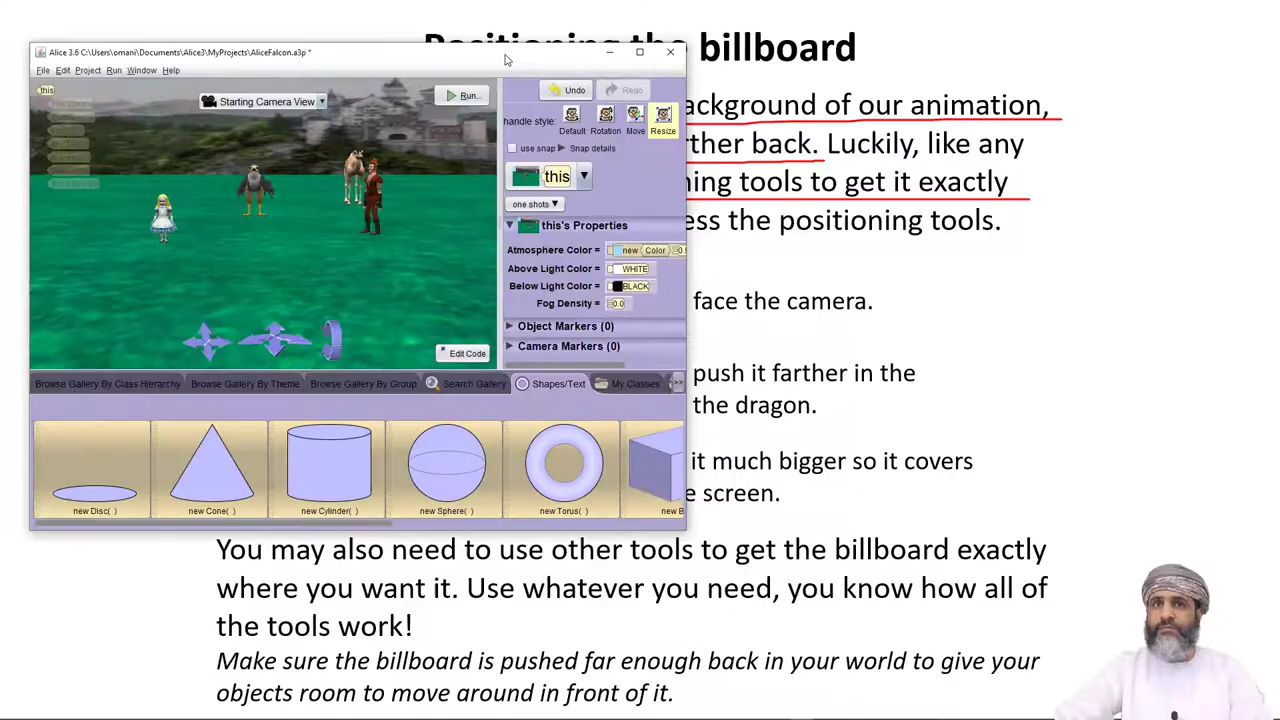 Positioning the billboard
Alice 3.6 C:\Users\omani\Documents\Alice3\MyProjects\AliceFalcon.a3p *
File Edit Project Run Window Help
this
Starting Camera View
Run...
Undo
Redo
handle style:
Default Rotation Move Resize
use snap Snap details
this
one shots
this's Properties
Atmosphere Color = new Color
Above Light Color = WHITE
Below Light Color = BLACK
Fog Density = 0.0
Object Markers (0)
Camera Markers (0)
Edit Code
Browse Gallery By Class Hierarchy Browse Gallery By Theme Browse Gallery By Group Search Gallery Shapes/Text My Classes >>
new Disc( ) new Cone( ) new Cylinder( ) new Sphere( ) new Torus( ) new B
ackground of our animation,
ther back. Luckily, like any
ning tools to get it exactly
ess the positioning tools.
face the camera.
push it farther in the
the dragon.
it much bigger so it covers
e screen.
You may also need to use other tools to get the billboard exactly
where you want it. Use whatever you need, you know how all of
the tools work!
Make sure the billboard is pushed far enough back in your world to give your
objects room to move around in front of it.